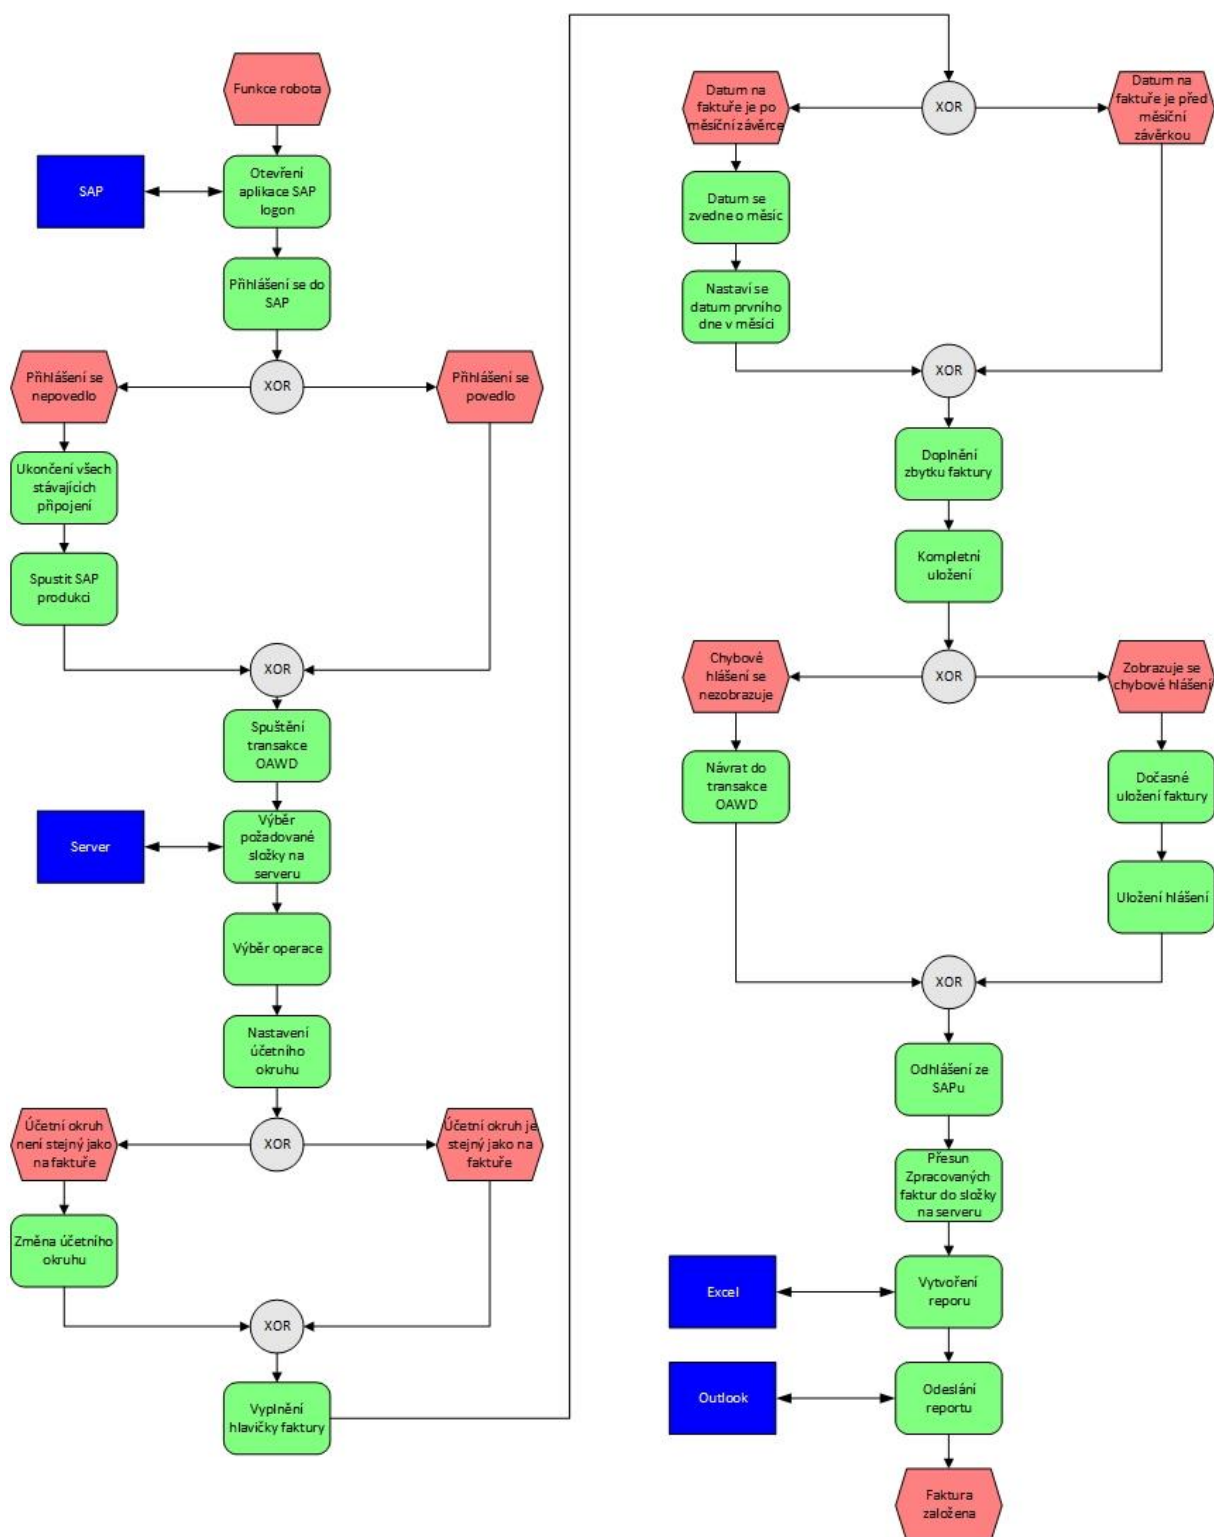 Funkce robota
SAP
Otevření
aplikace SAP
logon
Přihlášení se do
SAP
Přihlášení se
nepovedlo
XOR
Přihlášení se
povedlo
Ukončení všech
stávajících
připojení
Spustit SAP
produkci
XOR
Spuštění
transakce
OAWD
Server
Výběr
požadované
složky na
serveru
Výběr operace
Nastavení
účetního
okruhu
Účetní okruh
není stejný jako
na faktuře
XOR
Účetní okruh je
stejný jako na
faktuře
Změna účetního
okruhu
XOR
Vyplnění
hlavičky faktury
Datum na
faktuře je po
měsíční závěrce
XOR
Datum na
faktuře je před
měsíční
závěrkou
Datum se
zvedne o měsíc
Nastaví se
datum prvního
dne v měsíci
XOR
Doplnění
zbytku faktury
Kompletní
uložení
Chybové
hlášení se
nezobrazuje
XOR
Zobrazuje se
chybové hlášení
Návrat do
transakce
OAWD
Dočasné
uložení faktury
Uložení hlášení
XOR
Odhlášení ze
SAPu
Přesun
Zpracovaných
faktur do složky
na serveru
Excel
Vytvoření
reporu
Outlook
Odeslání
reportu
Faktura
založena